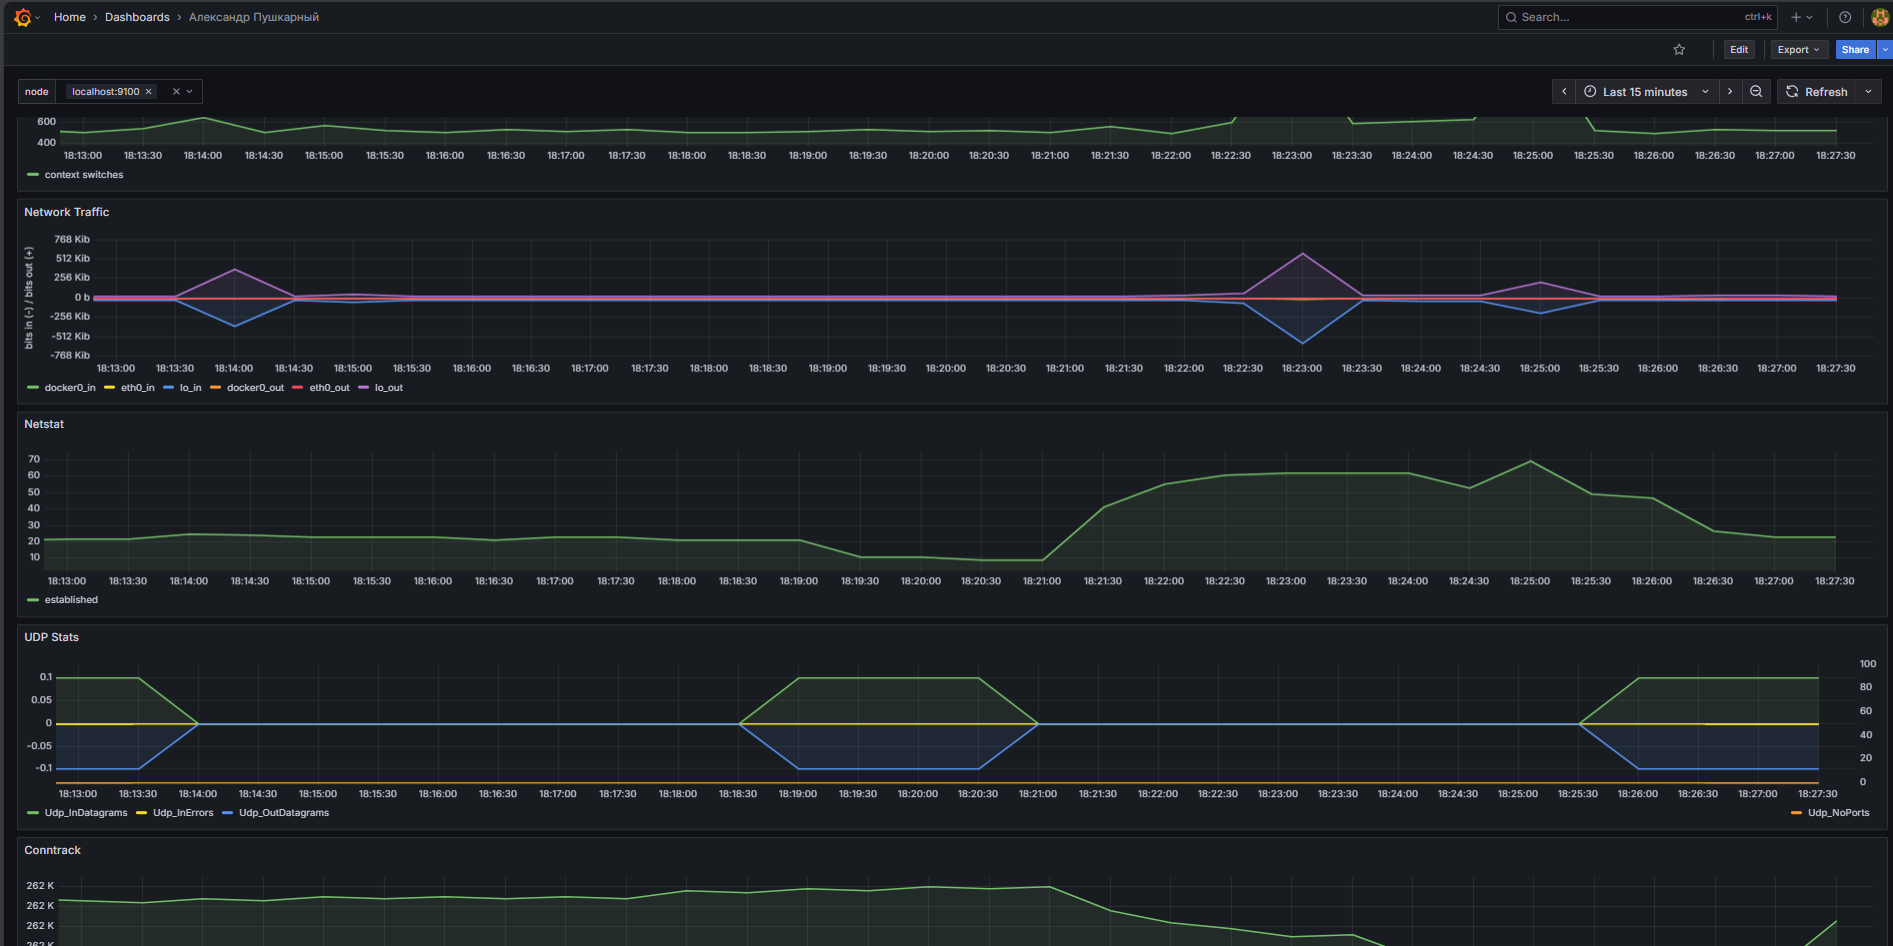 Home › Dashboards › Александр Пушкарный
Search... ctrl+k
Edit Export Share
node localhost:9100 Last 15 minutes Refresh
600
400
18:13:00 18:13:30 18:14:00 18:14:30 18:15:00 18:15:30 18:16:00 18:16:30 18:17:00 18:17:30 18:18:00 18:18:30 18:19:00 18:19:30 18:20:00 18:20:30 18:21:00 18:21:30 18:22:00 18:22:30 18:23:00 18:23:30 18:24:00 18:24:30 18:25:00 18:25:30 18:26:00 18:26:30 18:27:00 18:27:30
context switches
Network Traffic
bits in (-) / bits out (+)
768 Kib
512 Kib
256 Kib
0 b
-256 Kib
-512 Kib
-768 Kib
18:13:00 18:13:30 18:14:00 18:14:30 18:15:00 18:15:30 18:16:00 18:16:30 18:17:00 18:17:30 18:18:00 18:18:30 18:19:00 18:19:30 18:20:00 18:20:30 18:21:00 18:21:30 18:22:00 18:22:30 18:23:00 18:23:30 18:24:00 18:24:30 18:25:00 18:25:30 18:26:00 18:26:30 18:27:00 18:27:30
docker0_in eth0_in lo_in docker0_out eth0_out lo_out
Netstat
70
60
50
40
30
20
10
18:13:00 18:13:30 18:14:00 18:14:30 18:15:00 18:15:30 18:16:00 18:16:30 18:17:00 18:17:30 18:18:00 18:18:30 18:19:00 18:19:30 18:20:00 18:20:30 18:21:00 18:21:30 18:22:00 18:22:30 18:23:00 18:23:30 18:24:00 18:24:30 18:25:00 18:25:30 18:26:00 18:26:30 18:27:00 18:27:30
established
UDP Stats
0.1
0.05
0
-0.05
-0.1
100
80
60
40
20
0
18:13:00 18:13:30 18:14:00 18:14:30 18:15:00 18:15:30 18:16:00 18:16:30 18:17:00 18:17:30 18:18:00 18:18:30 18:19:00 18:19:30 18:20:00 18:20:30 18:21:00 18:21:30 18:22:00 18:22:30 18:23:00 18:23:30 18:24:00 18:24:30 18:25:00 18:25:30 18:26:00 18:26:30 18:27:00 18:27:30
Udp_InDatagrams Udp_InErrors Udp_OutDatagrams Udp_NoPorts
Conntrack
262 K
262 K
262 K
262 K